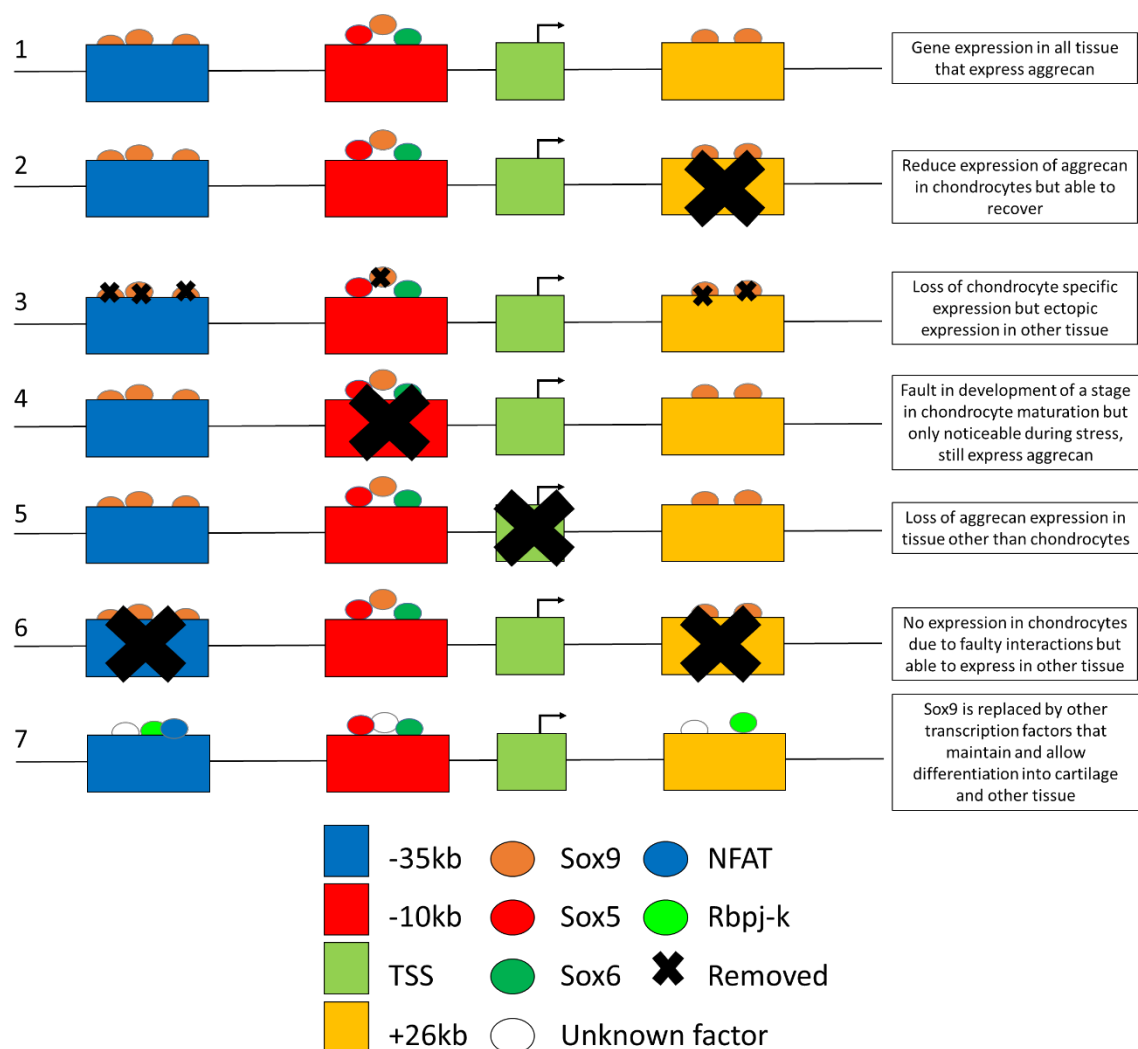 1
Gene expression in all tissue
that express aggrecan
2
Reduce expression of aggrecan
in chondrocytes but able to
recover
3
Loss of chondrocyte specific
expression but ectopic
expression in other tissue
4
Fault in development of a stage
in chondrocyte maturation but
only noticeable during stress,
still express aggrecan
5
Loss of aggrecan expression in
tissue other than chondrocytes
6
No expression in chondrocytes
due to faulty interactions but
able to express in other tissue
7
Sox9 is replaced by other
transcription factors that
maintain and allow
differentiation into cartilage
and other tissue
-35kb Sox9 NFAT
-10kb Sox5 Rbpj-k
TSS Sox6 Removed
+26kb Unknown factor